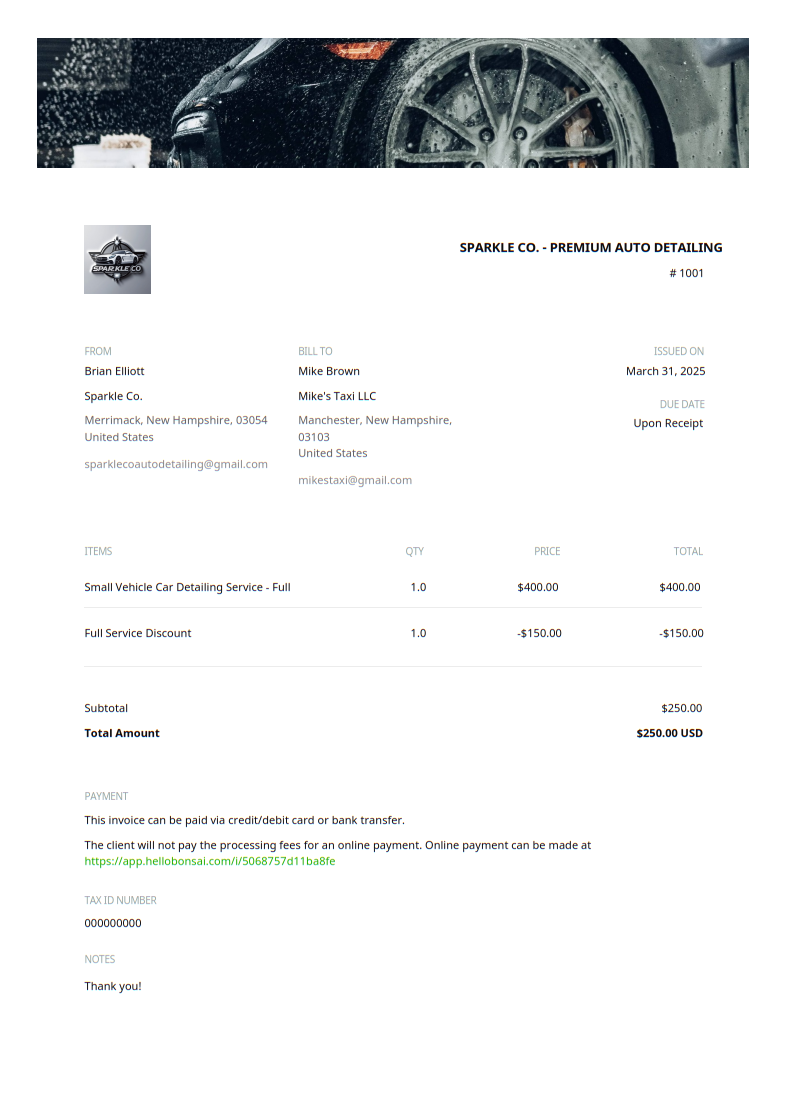 SPARKLE CO
SPARKLE CO. - PREMIUM AUTO DETAILING
# 1001
FROM
Brian Elliott
Sparkle Co.
Merrimack, New Hampshire, 03054
United States
sparklecoautodetailing@gmail.com
BILL TO
Mike Brown
Mike's Taxi LLC
Manchester, New Hampshire,
03103
United States
mikestaxi@gmail.com
ISSUED ON
March 31, 2025
DUE DATE
Upon Receipt
ITEMS QTY PRICE TOTAL
Small Vehicle Car Detailing Service - Full 1.0 $400.00 $400.00
Full Service Discount 1.0 -$150.00 -$150.00
Subtotal $250.00
Total Amount $250.00 USD
PAYMENT
This invoice can be paid via credit/debit card or bank transfer.
The client will not pay the processing fees for an online payment. Online payment can be made at
https://app.hellobonsai.com/i/5068757d11ba8fe
TAX ID NUMBER
000000000
NOTES
Thank you!